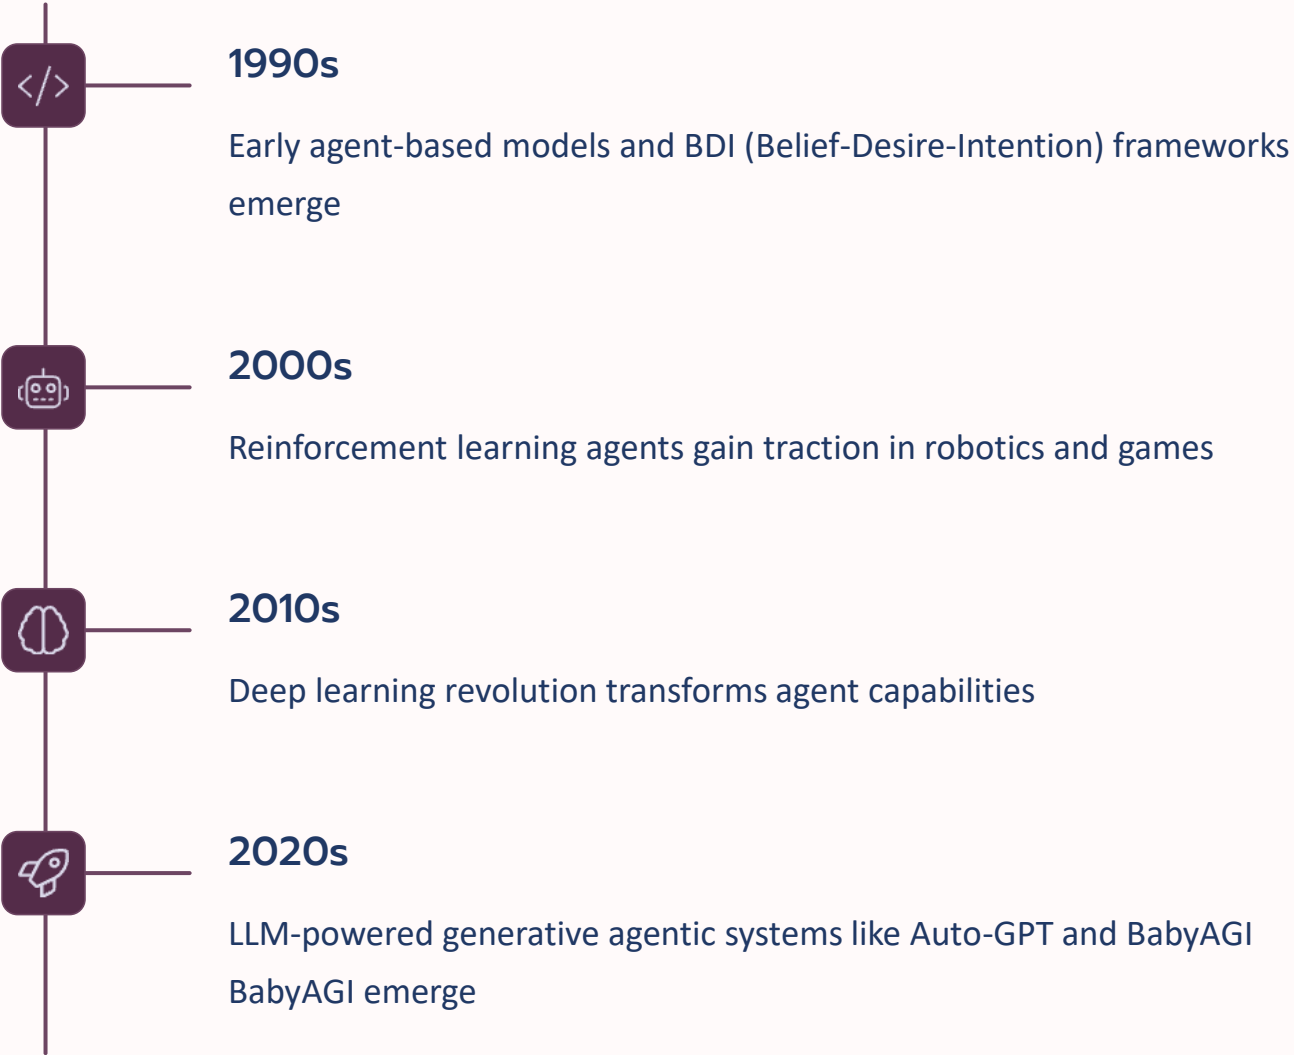 1990s
Early agent-based models and BDI (Belief-Desire-Intention) frameworks
emerge
2000s
Reinforcement learning agents gain traction in robotics and games
2010s
Deep learning revolution transforms agent capabilities
2020s
LLM-powered generative agentic systems like Auto-GPT and BabyAGI
BabyAGI emerge